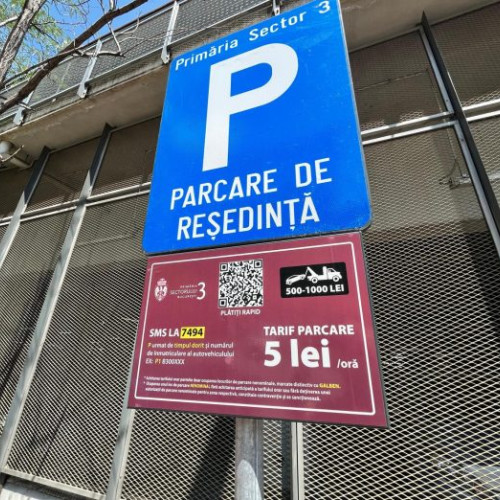 Primăria Sector 3
P
PARCARE DE
REȘEDINȚĂ
SECTORULUI 3
BUCUREȘTI
PLĂTIȚI RAPID
500-1000 LEI
SMS LA 7494
P urmat de timpul dorit și numărul
de înmatriculare al autovehiculului
EX: P1-B300XXX
TARIF PARCARE
5 lei /oră